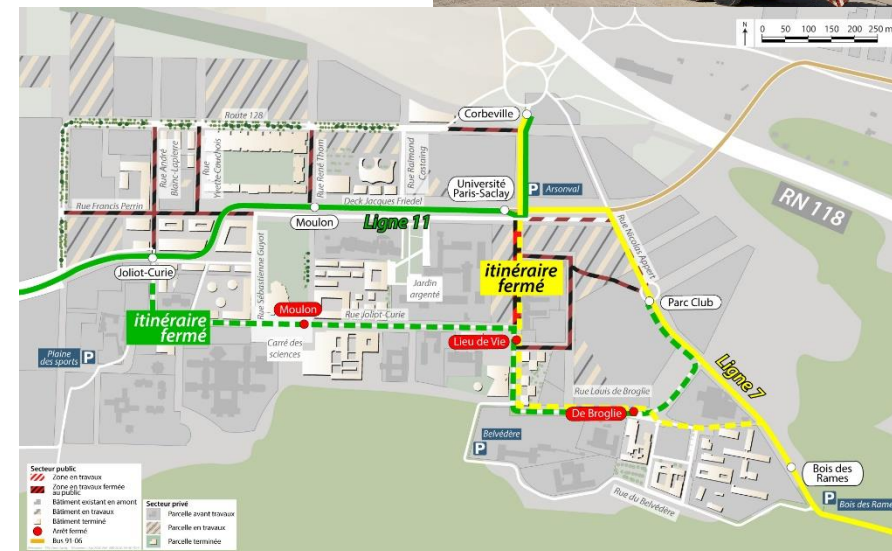 N
0 50 100 150 200 250 m
Corbeville
Route 128
Rue André
Blanc-Lapierre
Rue
Yvette Cauchois
Rue René Thom
Rue Raimond
Castaing
Université
Paris-Saclay
P Arsonval
Rue Francis Perrin
Deck Jacques Friedel
Moulon
Ligne 11
RN 118
Rue Nicolas Appert
Joliot-Curie
Rue Sébastienne Guyot
Jardin
argenté
itinéraire
fermé
Parc Club
itinéraire
fermé
Moulon
Rue Joliot-Curie
Lieu de Vie
Carré des
sciences
Plaine
des sports P
Ligne 7
Rue Louis de Broglie
De Broglie
Belvédère
P
Bois des
Rames
Rue du Belvédère
P Bois des Rames
Secteur public
Zone en travaux
Zone en travaux fermée
au public
Bâtiment existant en amont
Bâtiment en travaux
Bâtiment terminé
Arrêt fermé
Bus 91-06
Secteur privé
Parcelle avant travaux
Parcelle en travaux
Parcelle terminée